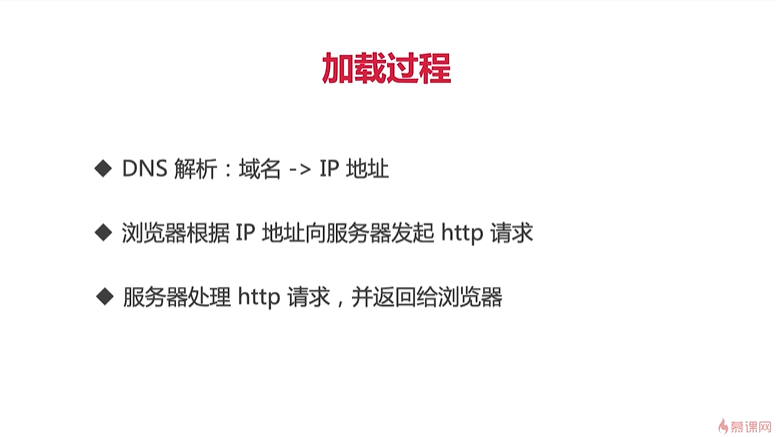 加载过程
◆ DNS 解析：域名 -> IP 地址
◆ 浏览器根据 IP 地址向服务器发起 http 请求
◆ 服务器处理 http 请求，并返回给浏览器
慕课网